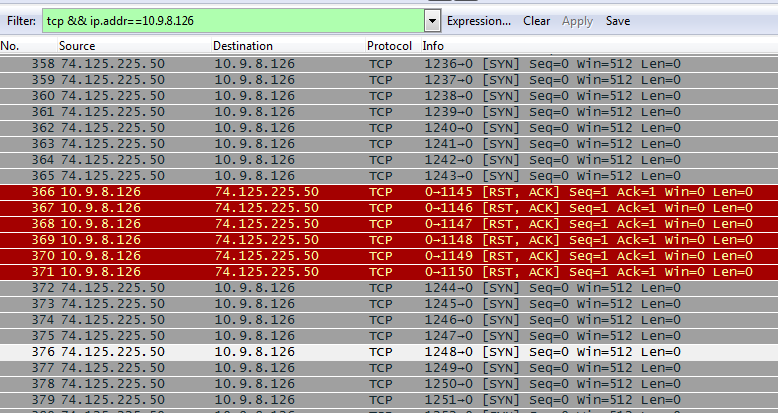 Filter: tcp && ip.addr==10.9.8.126 Expression... Clear Apply Save
No. Source Destination Protocol Info
358 74.125.225.50 10.9.8.126 TCP 1236→0 [SYN] Seq=0 Win=512 Len=0
359 74.125.225.50 10.9.8.126 TCP 1237→0 [SYN] Seq=0 Win=512 Len=0
360 74.125.225.50 10.9.8.126 TCP 1238→0 [SYN] Seq=0 Win=512 Len=0
361 74.125.225.50 10.9.8.126 TCP 1239→0 [SYN] Seq=0 Win=512 Len=0
362 74.125.225.50 10.9.8.126 TCP 1240→0 [SYN] Seq=0 Win=512 Len=0
363 74.125.225.50 10.9.8.126 TCP 1241→0 [SYN] Seq=0 Win=512 Len=0
364 74.125.225.50 10.9.8.126 TCP 1242→0 [SYN] Seq=0 Win=512 Len=0
365 74.125.225.50 10.9.8.126 TCP 1243→0 [SYN] Seq=0 Win=512 Len=0
366 10.9.8.126 74.125.225.50 TCP 0→1145 [RST, ACK] Seq=1 Ack=1 Win=0 Len=0
367 10.9.8.126 74.125.225.50 TCP 0→1146 [RST, ACK] Seq=1 Ack=1 Win=0 Len=0
368 10.9.8.126 74.125.225.50 TCP 0→1147 [RST, ACK] Seq=1 Ack=1 Win=0 Len=0
369 10.9.8.126 74.125.225.50 TCP 0→1148 [RST, ACK] Seq=1 Ack=1 Win=0 Len=0
370 10.9.8.126 74.125.225.50 TCP 0→1149 [RST, ACK] Seq=1 Ack=1 Win=0 Len=0
371 10.9.8.126 74.125.225.50 TCP 0→1150 [RST, ACK] Seq=1 Ack=1 Win=0 Len=0
372 74.125.225.50 10.9.8.126 TCP 1244→0 [SYN] Seq=0 Win=512 Len=0
373 74.125.225.50 10.9.8.126 TCP 1245→0 [SYN] Seq=0 Win=512 Len=0
374 74.125.225.50 10.9.8.126 TCP 1246→0 [SYN] Seq=0 Win=512 Len=0
375 74.125.225.50 10.9.8.126 TCP 1247→0 [SYN] Seq=0 Win=512 Len=0
376 74.125.225.50 10.9.8.126 TCP 1248→0 [SYN] Seq=0 Win=512 Len=0
377 74.125.225.50 10.9.8.126 TCP 1249→0 [SYN] Seq=0 Win=512 Len=0
378 74.125.225.50 10.9.8.126 TCP 1250→0 [SYN] Seq=0 Win=512 Len=0
379 74.125.225.50 10.9.8.126 TCP 1251→0 [SYN] Seq=0 Win=512 Len=0